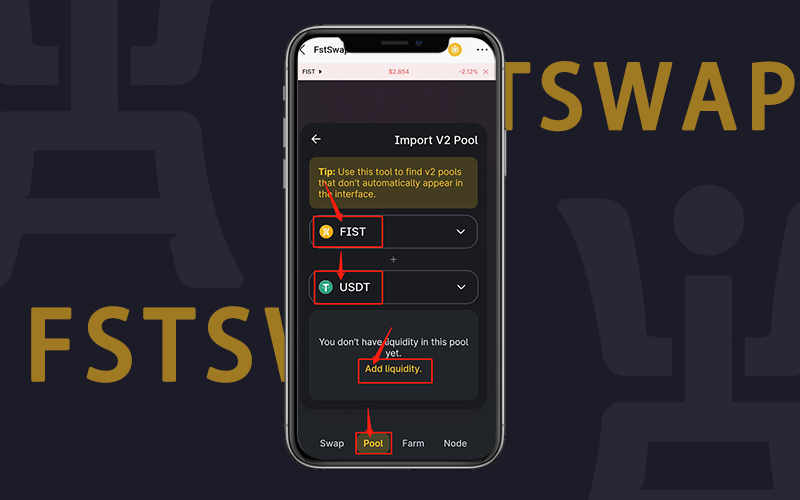 TSWAP
FSTSW
FstSwap
FIST ▸ $2.854 -2.12% ×
Import V2 Pool
Tip: Use this tool to find v2 pools
that don't automatically appear in
the interface.
FIST
+
USDT
You don't have liquidity in this pool
yet.
Add liquidity.
Swap Pool Farm Node